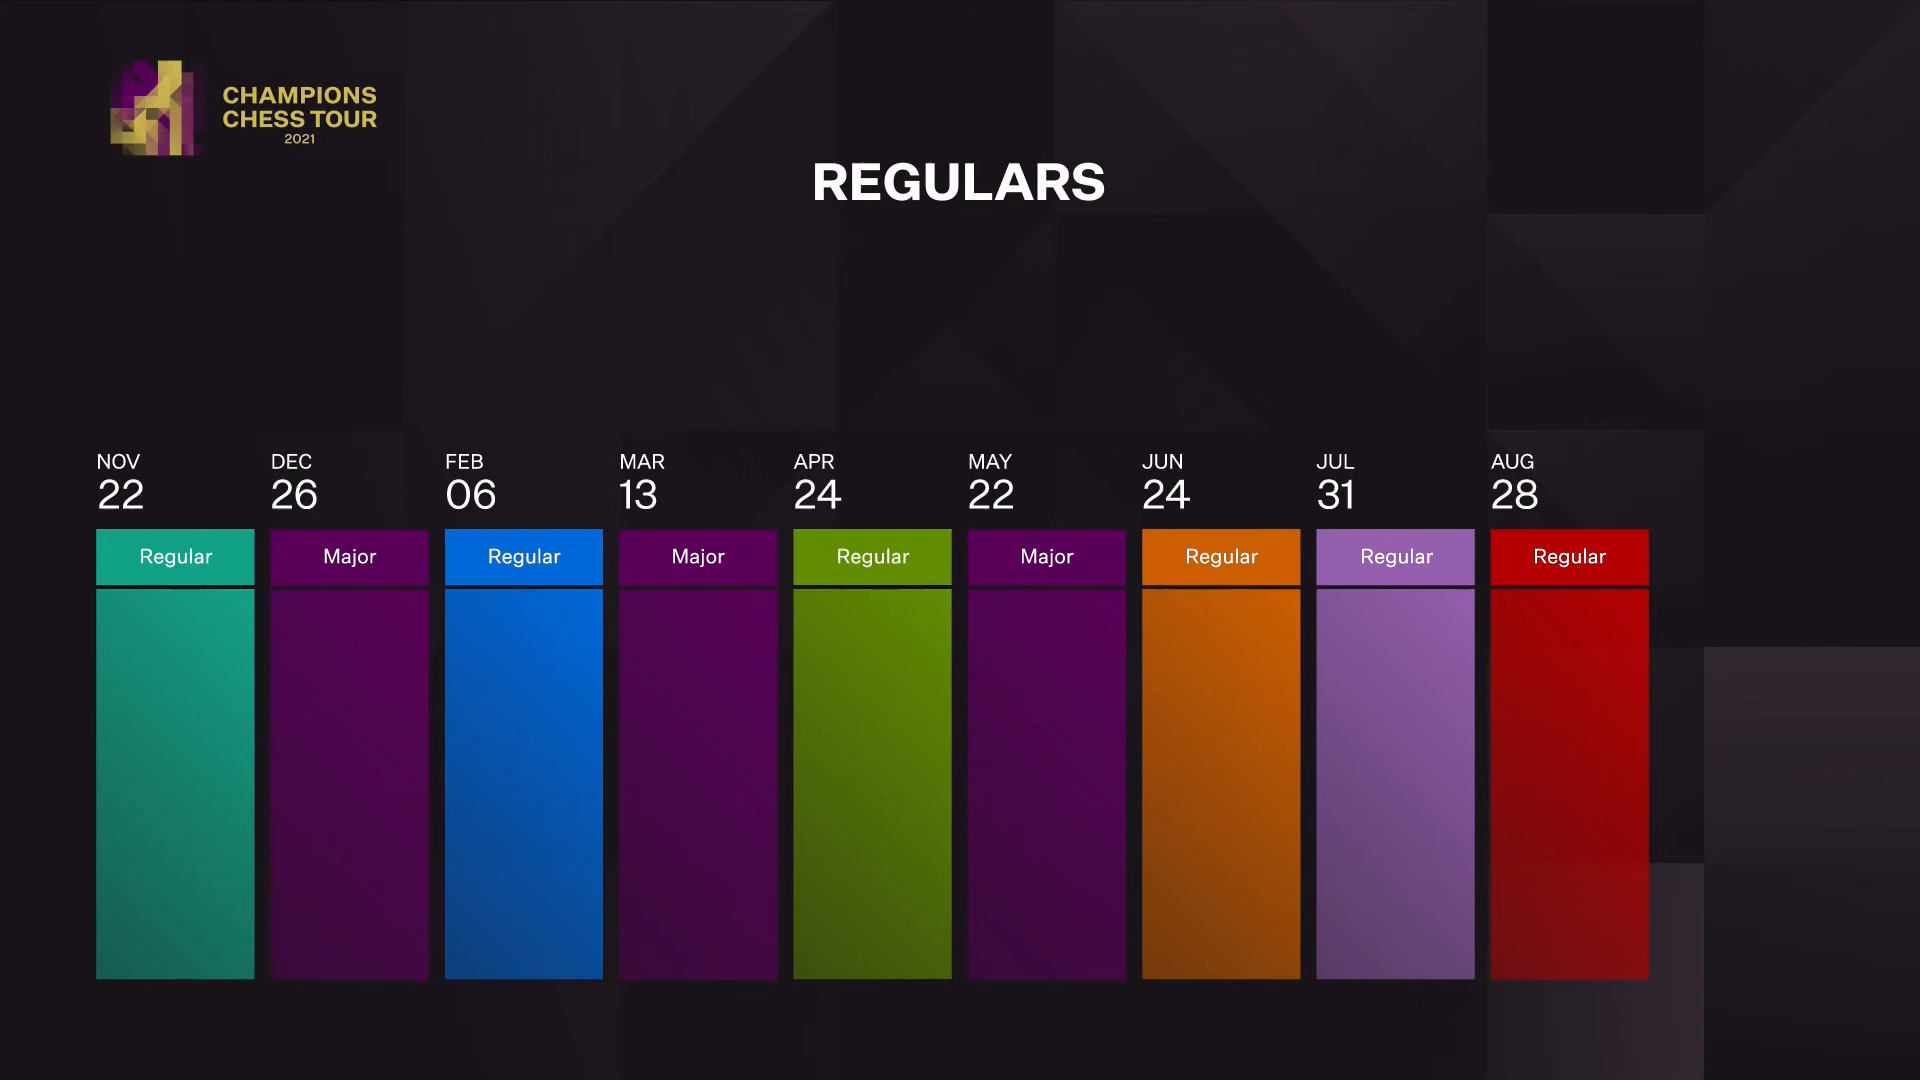 CHAMPIONS
CHESS TOUR
2021
REGULARS
NOV
22
DEC
26
FEB
06
MAR
13
APR
24
MAY
22
JUN
24
JUL
31
AUG
28
Regular
Major
Regular
Major
Regular
Major
Regular
Regular
Regular